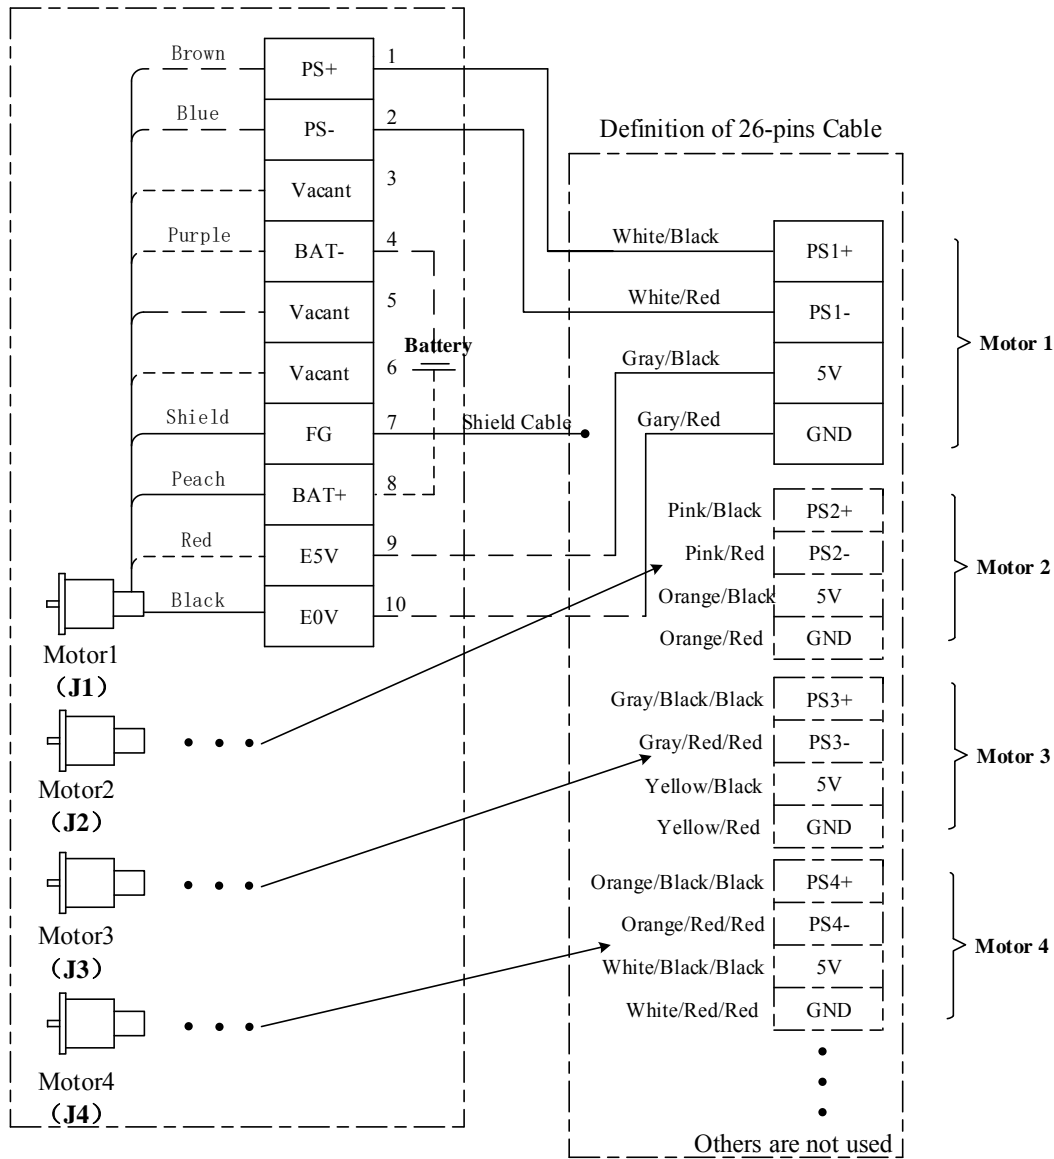 Brown PS+ 1
Blue PS- 2
Definition of 26-pins Cable
Vacant 3
Purple BAT- 4
White/Black PS1+
Vacant 5
White/Red PS1-
Motor 1
Battery
Vacant 6
Gray/Black 5V
Shield FG 7 Shield Cable
Gary/Red GND
Peach BAT+ 8
Pink/Black PS2+
Red E5V 9
Pink/Red PS2-
Motor 2
Orange/Black 5V
Black E0V 10
Orange/Red GND
Motor1
(J1)
Gray/Black/Black PS3+
Gray/Red/Red PS3-
Motor 3
Motor2
(J2)
Yellow/Black 5V
Yellow/Red GND
Orange/Black/Black PS4+
Orange/Red/Red PS4-
Motor 4
Motor3
(J3)
White/Black/Black 5V
White/Red/Red GND
Motor4
(J4)
Others are not used